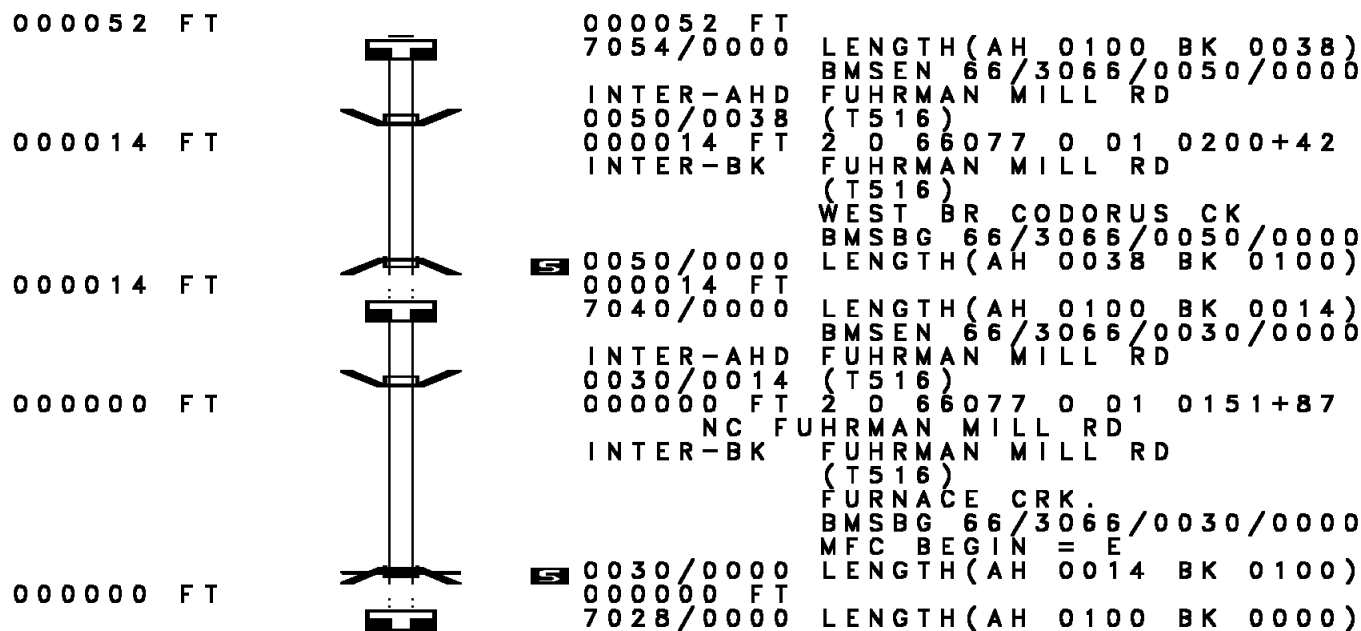 000052 FT 000052 FT
7054/0000 LENGTH(AH 0100 BK 0038)
BMSEN 66/3066/0050/0000
INTER-AHD FUHRMAN MILL RD
0050/0038 (T516)
000014 FT 000014 FT 2 0 66077 0 01 0200+42
INTER-BK FUHRMAN MILL RD
(T516)
WEST BR CODORUS CK
BMSBG 66/3066/0050/0000
S 0050/0000 LENGTH(AH 0038 BK 0100)
000014 FT 000014 FT
7040/0000 LENGTH(AH 0100 BK 0014)
BMSEN 66/3066/0030/0000
INTER-AHD FUHRMAN MILL RD
0030/0014 (T516)
000000 FT 000000 FT 2 0 66077 0 01 0151+87
NC FUHRMAN MILL RD
INTER-BK FUHRMAN MILL RD
(T516)
FURNACE CRK.
BMSBG 66/3066/0030/0000
MFC BEGIN = E
S 0030/0000 LENGTH(AH 0014 BK 0100)
000000 FT 000000 FT
7028/0000 LENGTH(AH 0100 BK 0000)